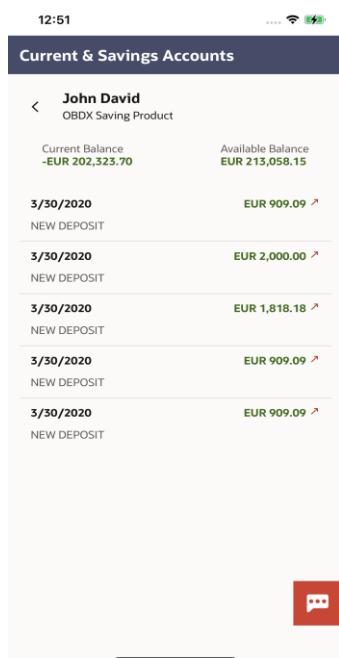 12:51
Current & Savings Accounts
John David
OBDX Saving Product
Current Balance
-EUR 202,323.70
Available Balance
EUR 213,058.15
3/30/2020 EUR 909.09
NEW DEPOSIT
3/30/2020 EUR 2,000.00
NEW DEPOSIT
3/30/2020 EUR 1,818.18
NEW DEPOSIT
3/30/2020 EUR 909.09
NEW DEPOSIT
3/30/2020 EUR 909.09
NEW DEPOSIT